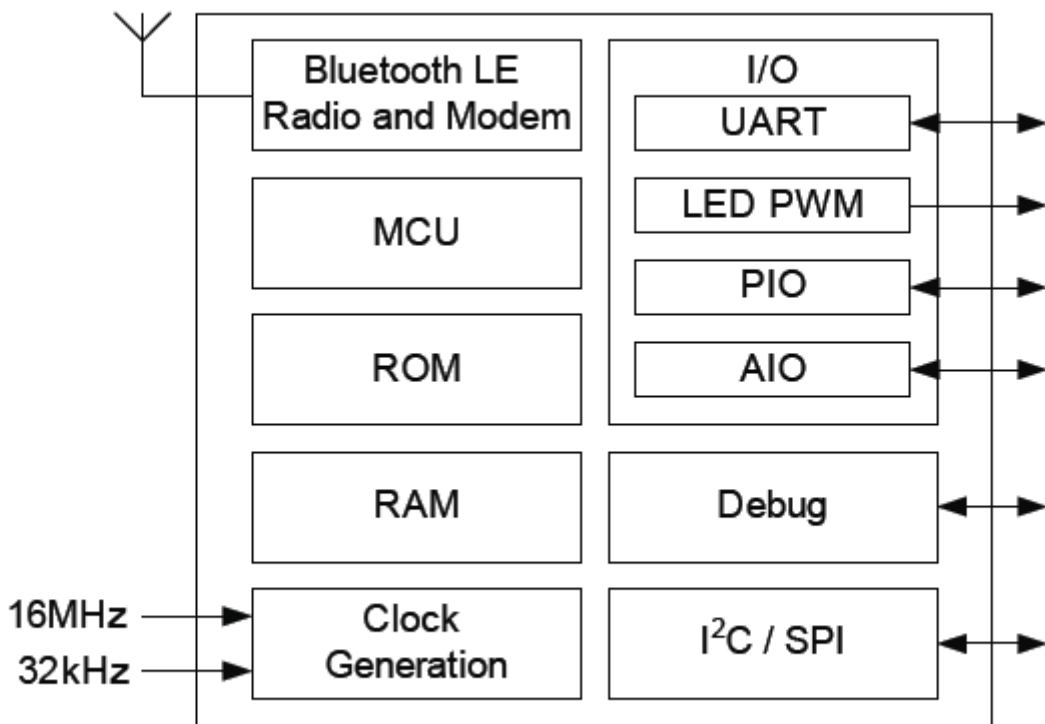 Bluetooth LE
Radio and Modem
MCU
ROM
RAM
16MHz
32kHz
Clock
Generation
I/O
UART
LED PWM
PIO
AIO
Debug
I²C / SPI